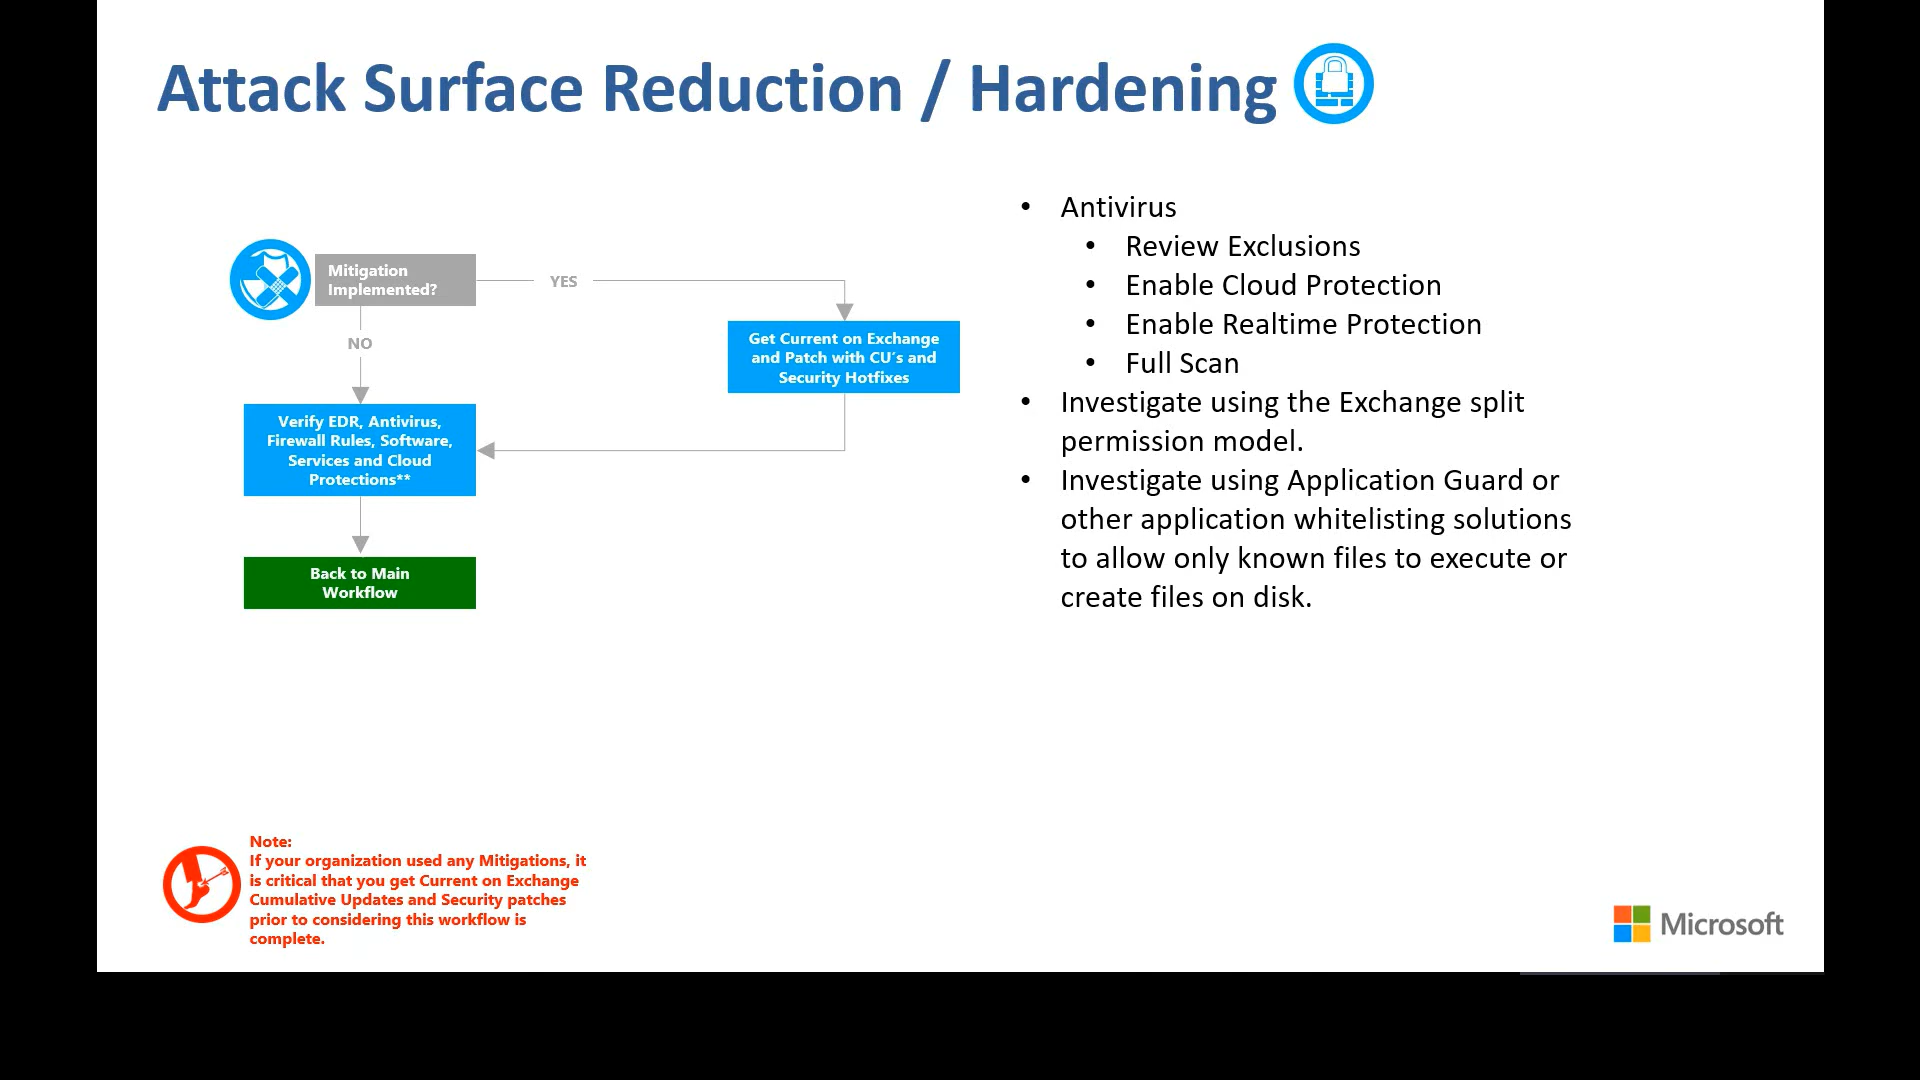 Attack Surface Reduction / Hardening
Mitigation
Implemented?
YES
NO
Get Current on Exchange
and Patch with CU's and
Security Hotfixes
Verify EDR, Antivirus,
Firewall Rules, Software,
Services and Cloud
Protections**
Back to Main
Workflow
• Antivirus
• Review Exclusions
• Enable Cloud Protection
• Enable Realtime Protection
• Full Scan
• Investigate using the Exchange split
permission model.
• Investigate using Application Guard or
other application whitelisting solutions
to allow only known files to execute or
create files on disk.
Note:
If your organization used any Mitigations, it
is critical that you get Current on Exchange
Cumulative Updates and Security patches
prior to considering this workflow is
complete.
Microsoft